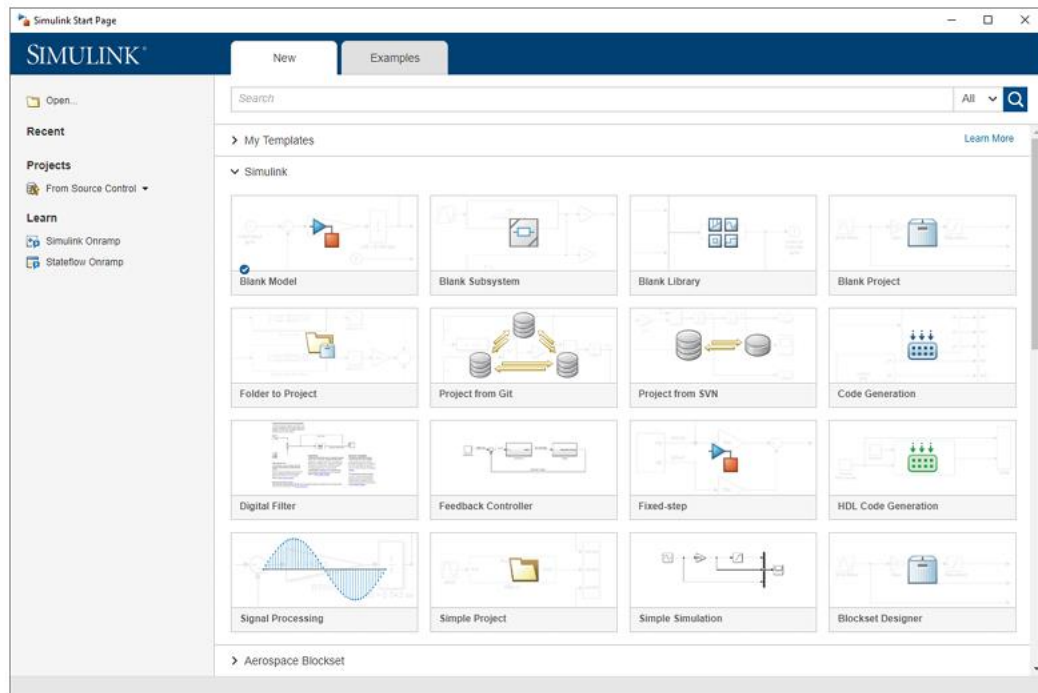 Simulink Start Page
SIMULINK®
New
Examples
Open...
Recent
Projects
From Source Control
Learn
Simulink Onramp
Stateflow Onramp
Search
All
My Templates
Learn More
Simulink
Blank Model
Blank Subsystem
Blank Library
Blank Project
Folder to Project
Project from Git
Project from SVN
Code Generation
Digital Filter
Feedback Controller
Fixed-step
HDL Code Generation
Signal Processing
Simple Project
Simple Simulation
Blockset Designer
Aerospace Blockset